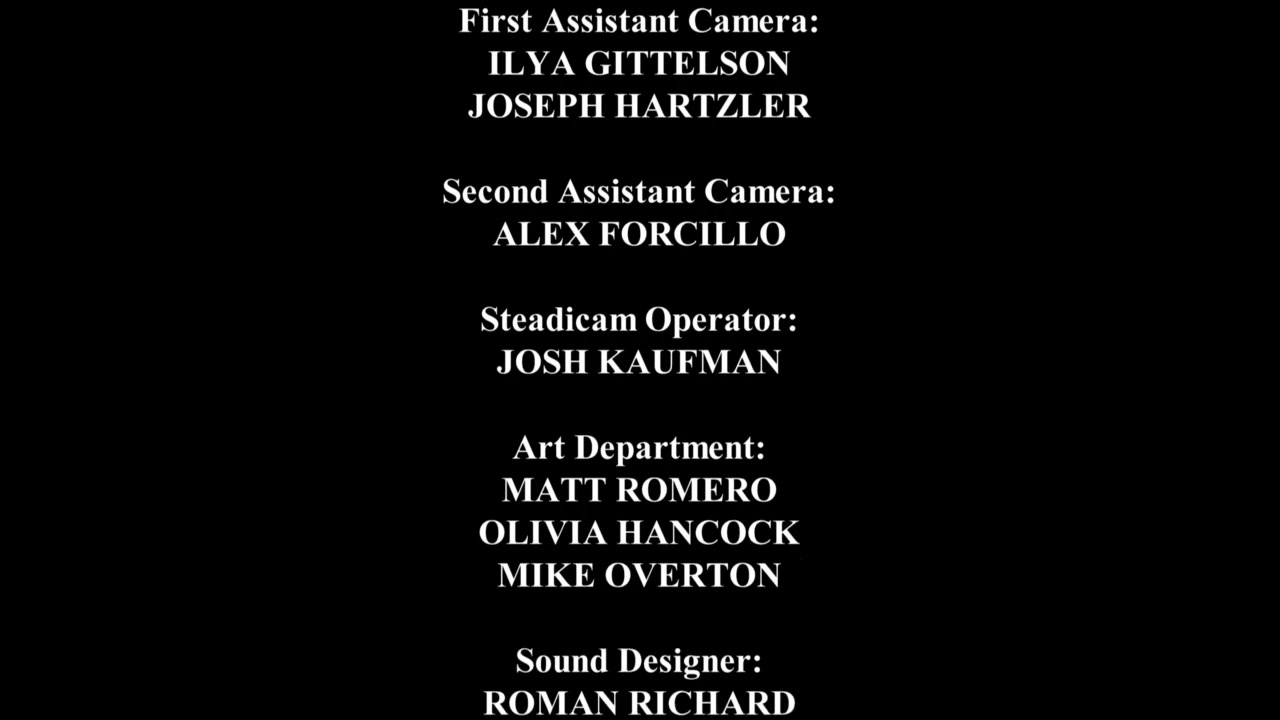 First Assistant Camera:
ILYA GITTELSON
JOSEPH HARTZLER
Second Assistant Camera:
ALEX FORCILLO
Steadicam Operator:
JOSH KAUFMAN
Art Department:
MATT ROMERO
OLIVIA HANCOCK
MIKE OVERTON
Sound Designer:
ROMAN RICHARD